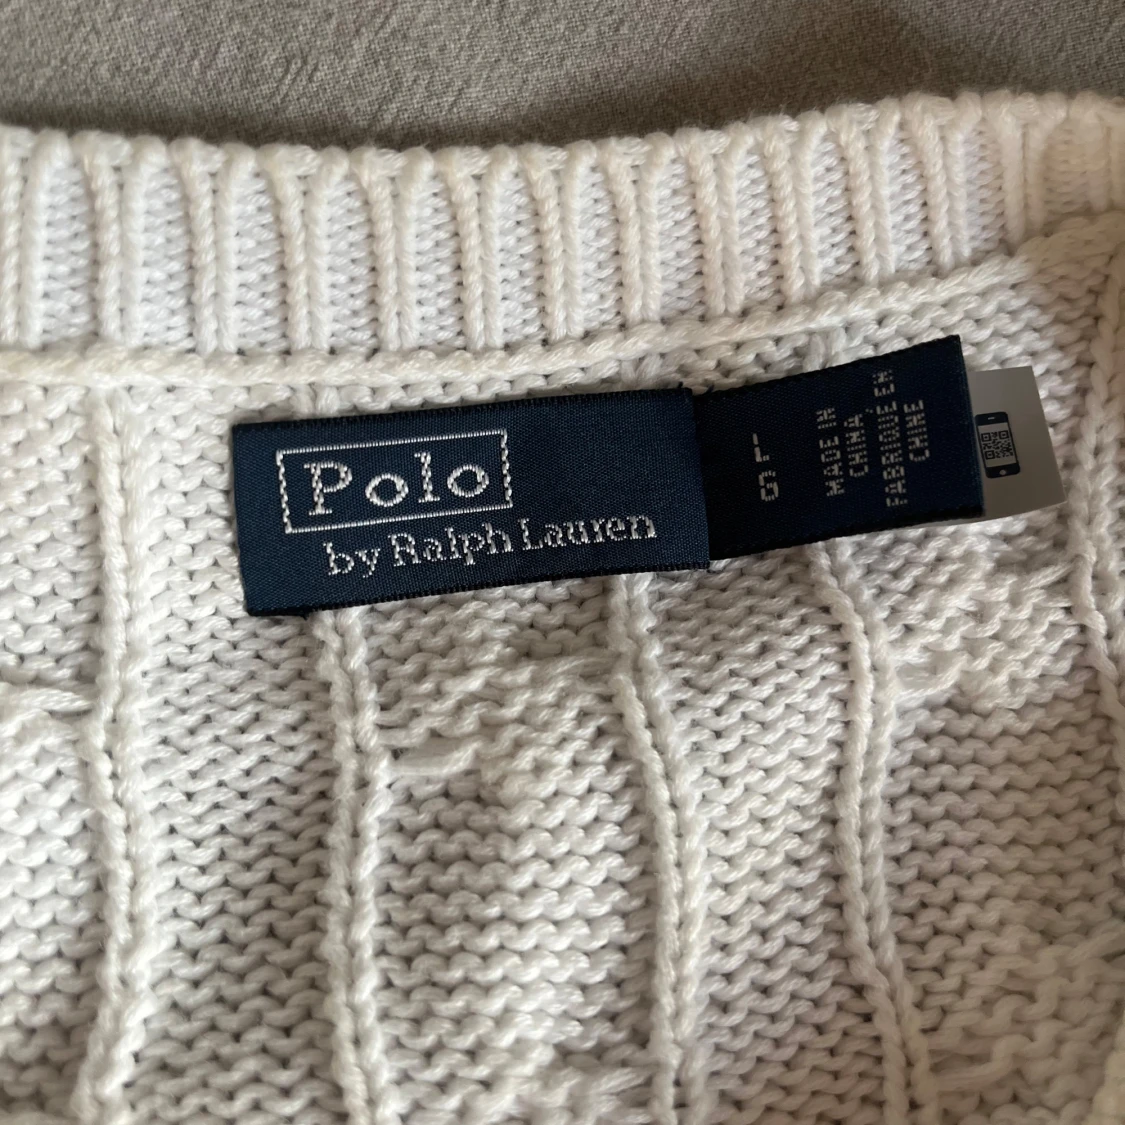 Polo
by Ralph Lauren
L
G
MADE IN
CHINA,
FABRIQUÉ EN
CHINE